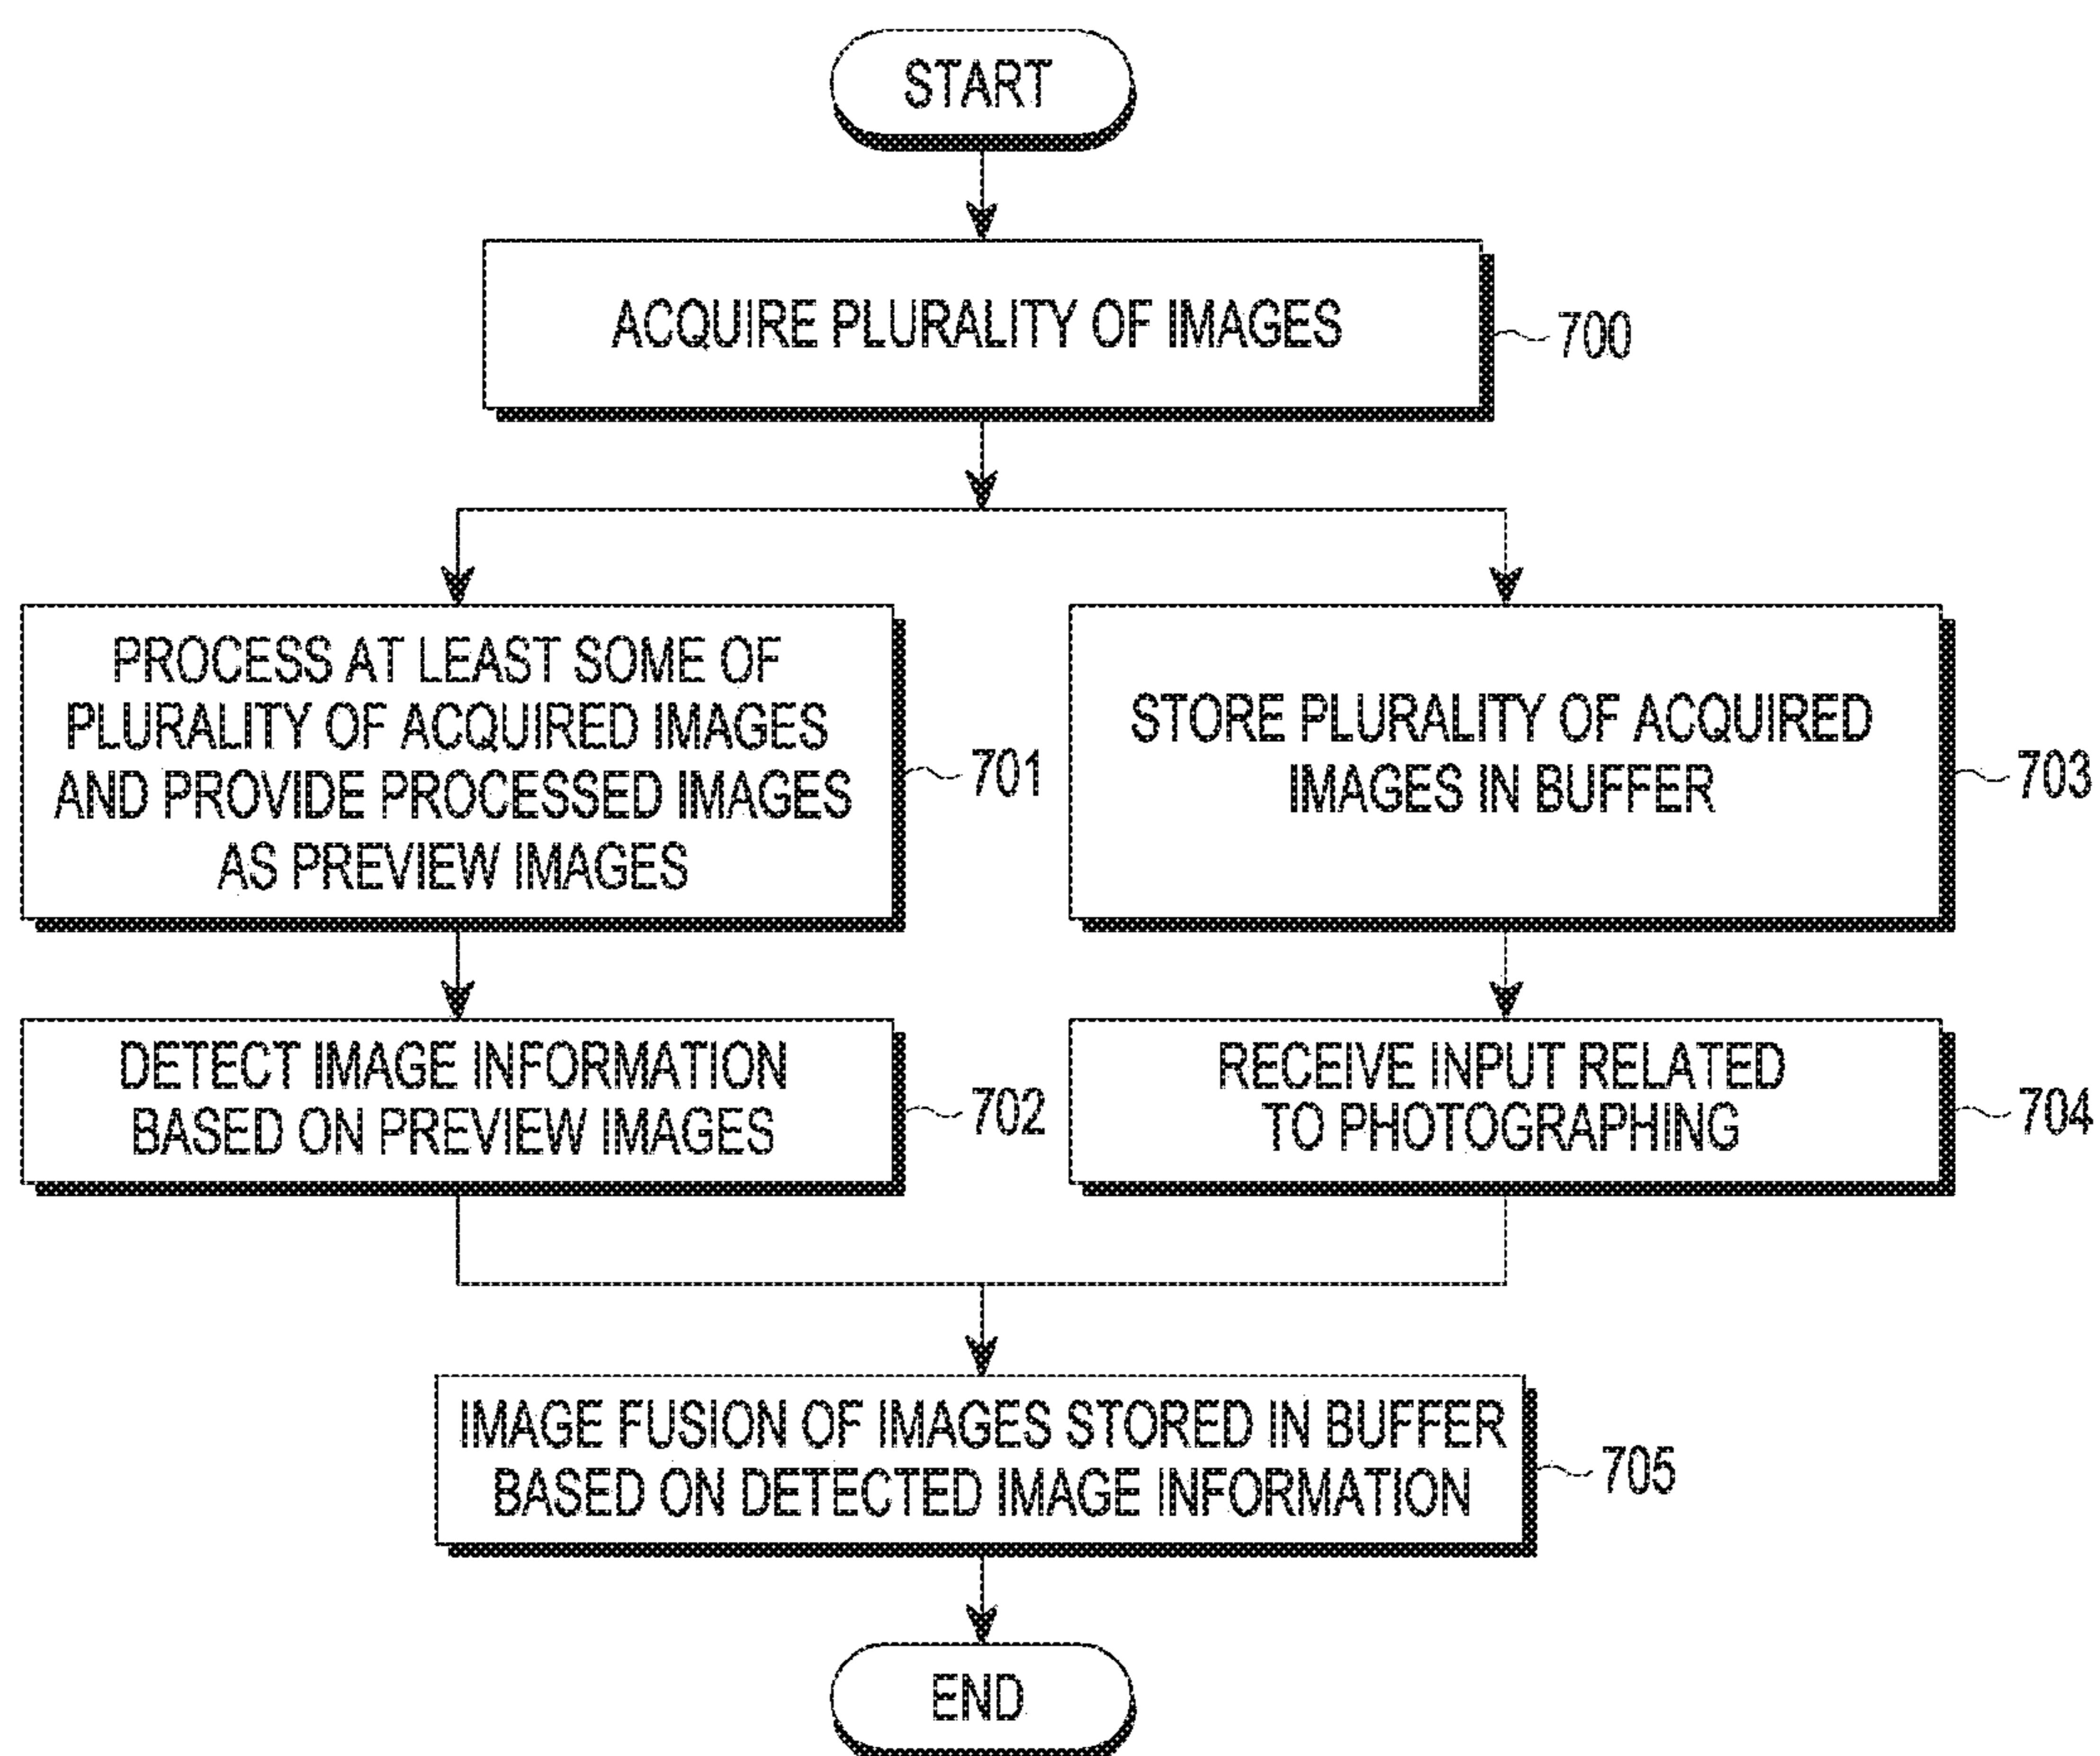 START
ACQUIRE PLURALITY OF IMAGES
700
PROCESS AT LEAST SOME OF
PLURALITY OF ACQUIRED IMAGES
AND PROVIDE PROCESSED IMAGES
AS PREVIEW IMAGES
701
STORE PLURALITY OF ACQUIRED
IMAGES IN BUFFER
703
DETECT IMAGE INFORMATION
BASED ON PREVIEW IMAGES
702
RECEIVE INPUT RELATED
TO PHOTOGRAPHING
704
IMAGE FUSION OF IMAGES STORED IN BUFFER
BASED ON DETECTED IMAGE INFORMATION
705
END